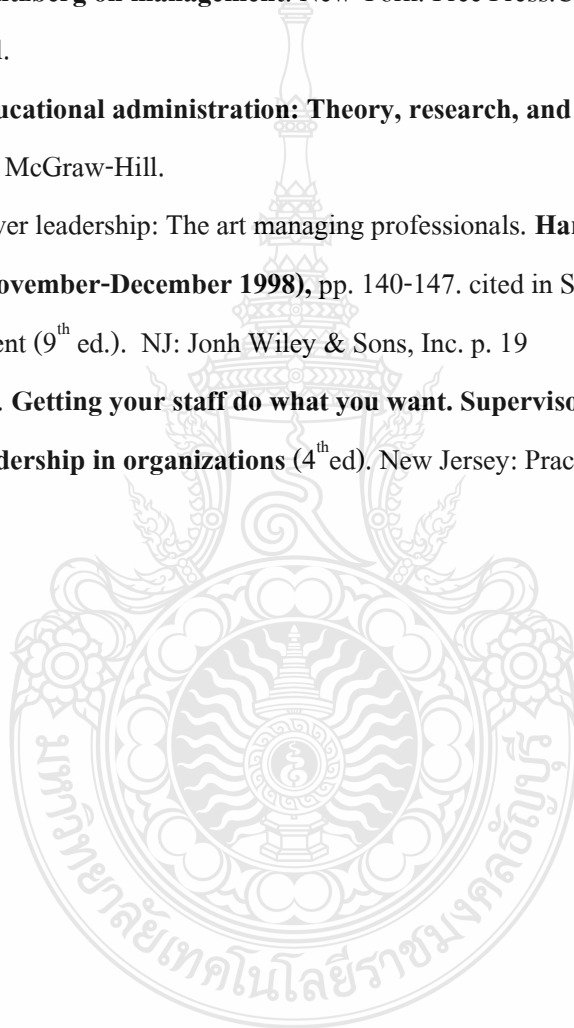 on management. New York: Free Press.
l.
ucational administration: Theory, research, and
McGraw-Hill.
ver leadership: The art managing professionals. Har
ovember-December 1998), pp. 140-147. cited in S
ent (9th ed.). NJ: Jonh Wiley & Sons, Inc. p. 19
. Getting your staff do what you want. Superviso
dership in organizations (4thed). New Jersey: Prac
มหาวิทยาลัยเทคโนโลยีราชมงคลธัญบุรี